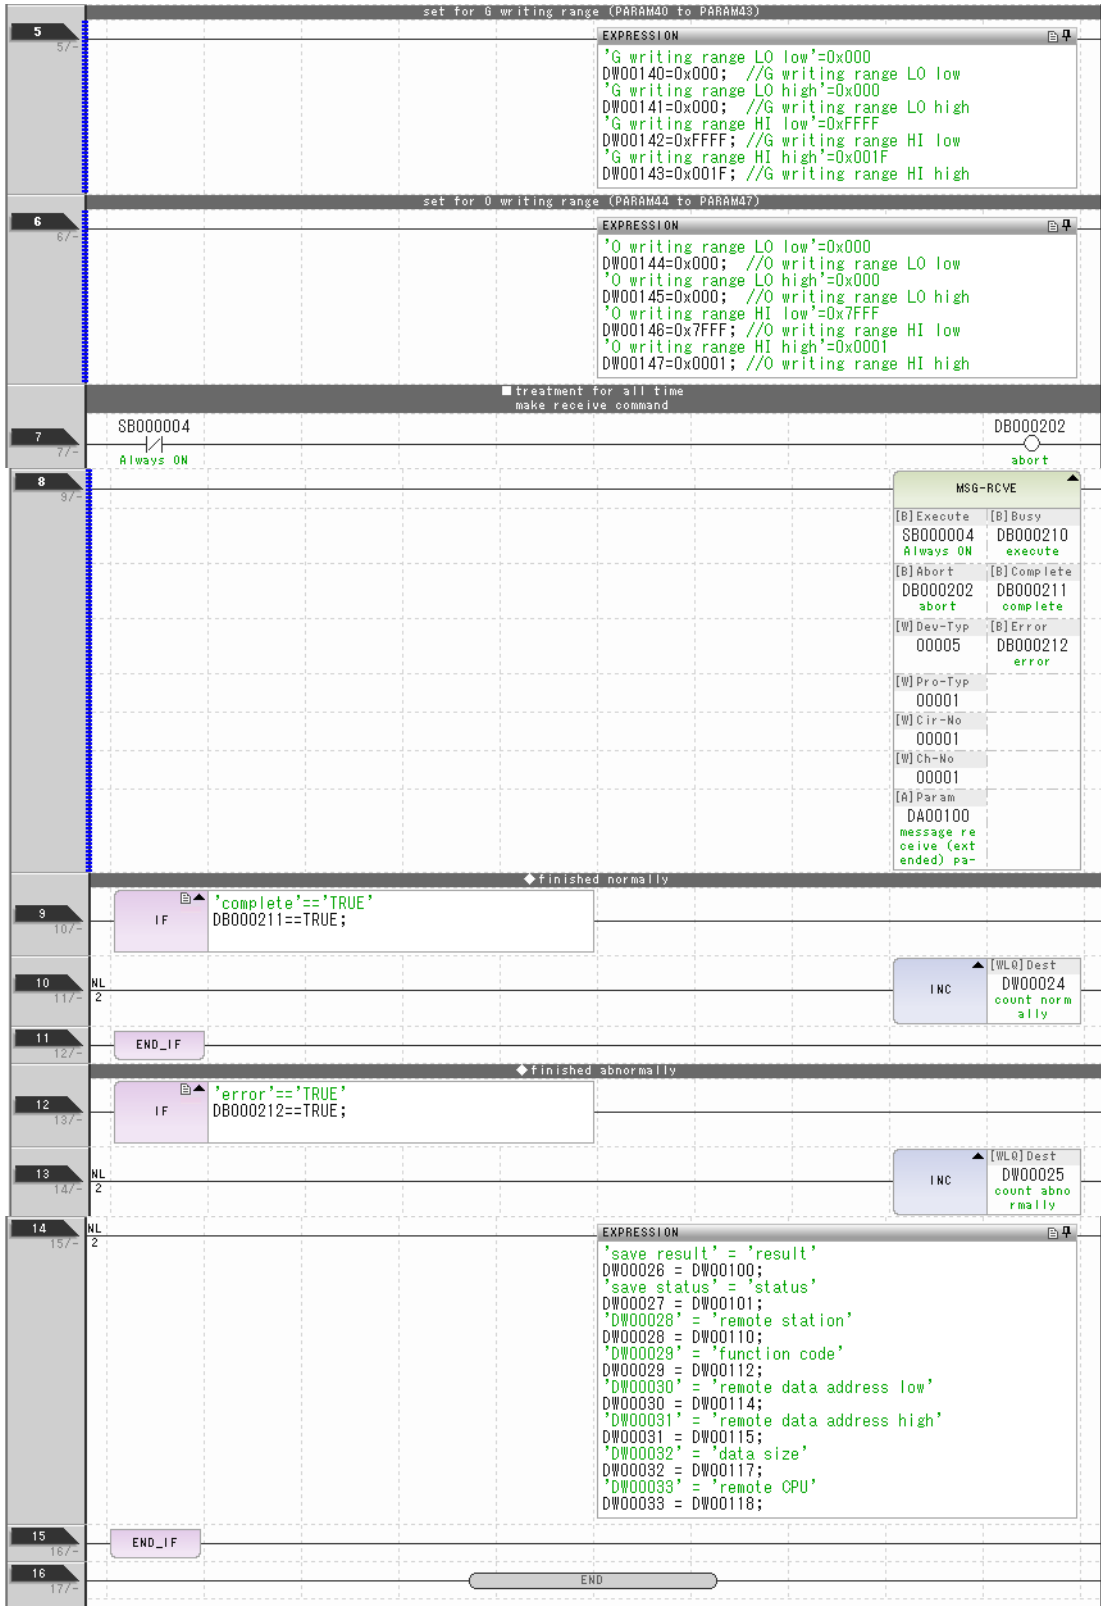 set for G writing range (PARAM40 to PARAM43)
5
5/-
EXPRESSION
'G writing range LO low'=0x000
DW00140=0x000; //G writing range LO low
'G writing range LO high'=0x000
DW00141=0x000; //G writing range LO high
'G writing range HI low'=0xFFFF
DW00142=0xFFFF; //G writing range HI low
'G writing range HI high'=0x001F
DW00143=0x001F; //G writing range HI high
set for O writing range (PARAM44 to PARAM47)
6
6/-
EXPRESSION
'O writing range LO low'=0x000
DW00144=0x000; //O writing range LO low
'O writing range LO high'=0x000
DW00145=0x000; //O writing range LO high
'O writing range HI low'=0x7FFF
DW00146=0x7FFF; //O writing range HI low
'O writing range HI high'=0x0001
DW00147=0x0001; //O writing range HI high
■treatment for all time
make receive command
7
7/-
SB000004
Always ON
DB000202
abort
8
9/-
MSG-RCVE
[B]Execute [B]Busy
SB000004 DB000210
Always ON execute
[B]Abort [B]Complete
DB000202 DB000211
abort complete
[W]Dev-Typ [B]Error
00005 DB000212
error
[W]Pro-Typ
00001
[W]Cir-No
00001
[W]Ch-No
00001
[A]Param
DA00100
message re
ceive (ext
ended) pa-
◆finished normally
9
10/-
IF
'complete'=='TRUE'
DB000211==TRUE;
10
11/-
NL
2
INC
[WLQ]Dest
DW00024
count norm
ally
11
12/-
END_IF
◆finished abnormally
12
13/-
IF
'error'=='TRUE'
DB000212==TRUE;
13
14/-
NL
2
INC
[WLQ]Dest
DW00025
count abno
rmally
14
15/-
NL
2
EXPRESSION
'save result' = 'result'
DW00026 = DW00100;
'save status' = 'status'
DW00027 = DW00101;
'DW00028' = 'remote station'
DW00028 = DW00110;
'DW00029' = 'function code'
DW00029 = DW00112;
'DW00030' = 'remote data address low'
DW00030 = DW00114;
'DW00031' = 'remote data address high'
DW00031 = DW00115;
'DW00032' = 'data size'
DW00032 = DW00117;
'DW00033' = 'remote CPU'
DW00033 = DW00118;
15
16/-
END_IF
16
17/-
END